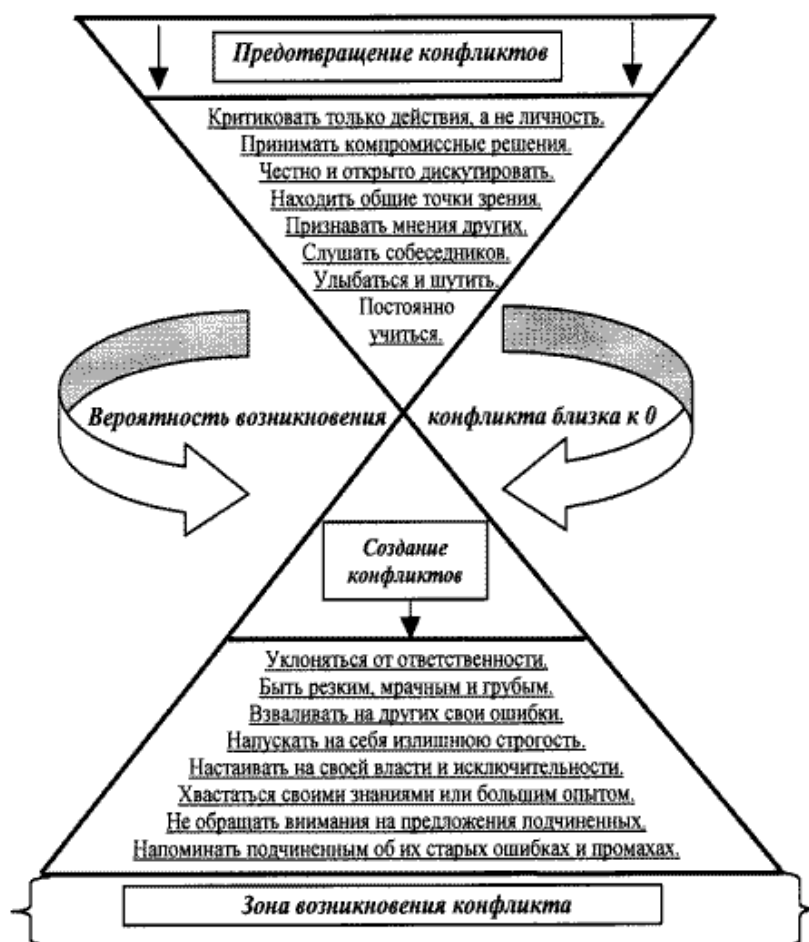 Предотвращение конфликтов
Критиковать только действия, а не личность.
Принимать компромиссные решения.
Честно и открыто дискутировать.
Находить общие точки зрения.
Признавать мнения других.
Слушать собеседников.
Улыбаться и шутить.
Постоянно
учиться.
Вероятность возникновения конфликта близка к 0
Создание
конфликтов
Уклоняться от ответственности.
Быть резким, мрачным и грубым.
Взваливать на других свои ошибки.
Напускать на себя излишнюю строгость.
Настаивать на своей власти и исключительности.
Хвастаться своими знаниями или большим опытом.
Не обращать внимания на предложения подчиненных.
Напоминать подчиненным об их старых ошибках и промахах.
Зона возникновения конфликта